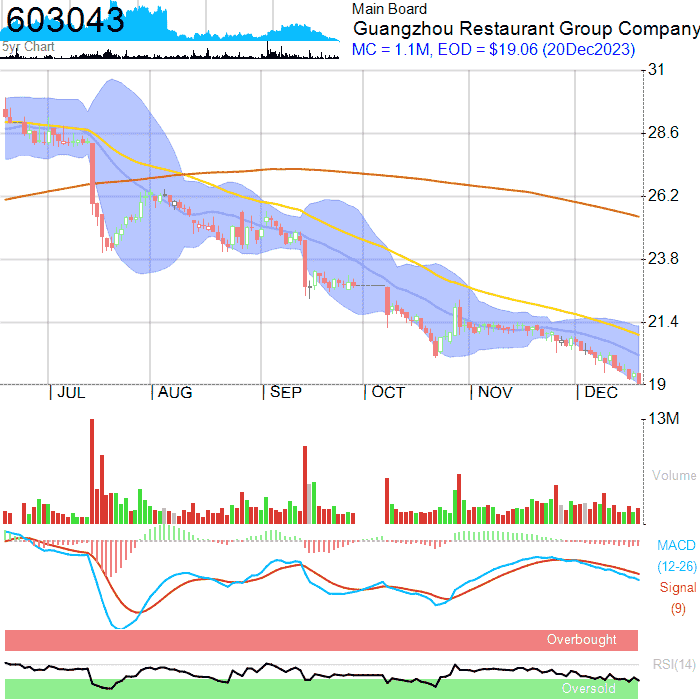 603043
5yr Chart
Main Board
Guangzhou Restaurant Group Company
MC = 1.1M, EOD = $19.06 (20Dec2023)
31
28.6
26.2
23.8
21.4
19
JUL
AUG
SEP
OCT
NOV
DEC
13M
Volume
MACD
(12-26)
Signal
(9)
Overbought
RSI(14)
Oversold